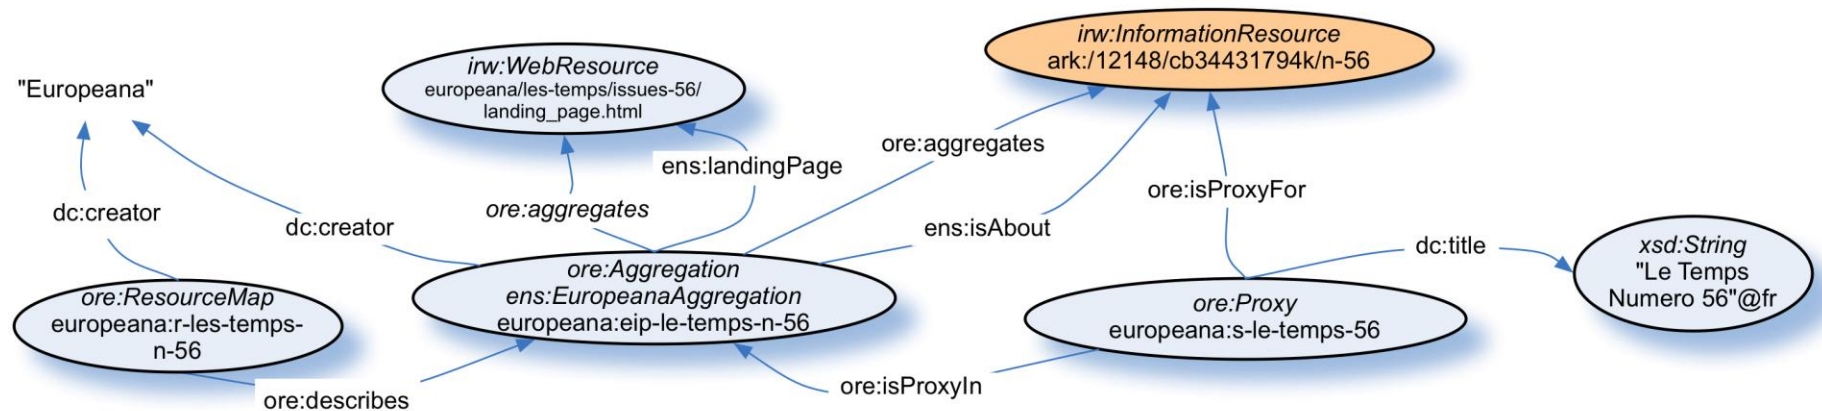 irw:InformationResource
ark:/12148/cb34431794k/n-56
irw:WebResource
europeana/les-temps/issues-56/
landing_page.html
"Europeana"
ore:aggregates
ens:landingPage
ore:isProxyFor
ore:aggregates
dc:creator
dc:creator
ens:isAbout
dc:title
xsd:String
"Le Temps
Numero 56"@fr
ore:Aggregation
ens:EuropeanaAggregation
europeana:eip-le-temps-n-56
ore:ResourceMap
europeana:r-les-temps-
n-56
ore:Proxy
europeana:s-le-temps-56
ore:describes
ore:isProxyIn